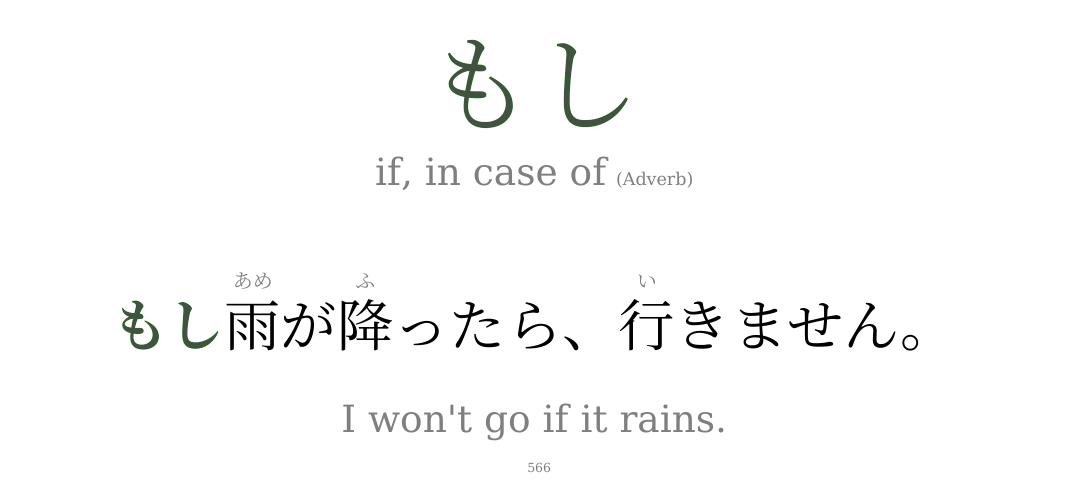 もし
if, in case of (Adverb)
あめ ふ い
もし雨が降ったら、行きません。
I won't go if it rains.
566